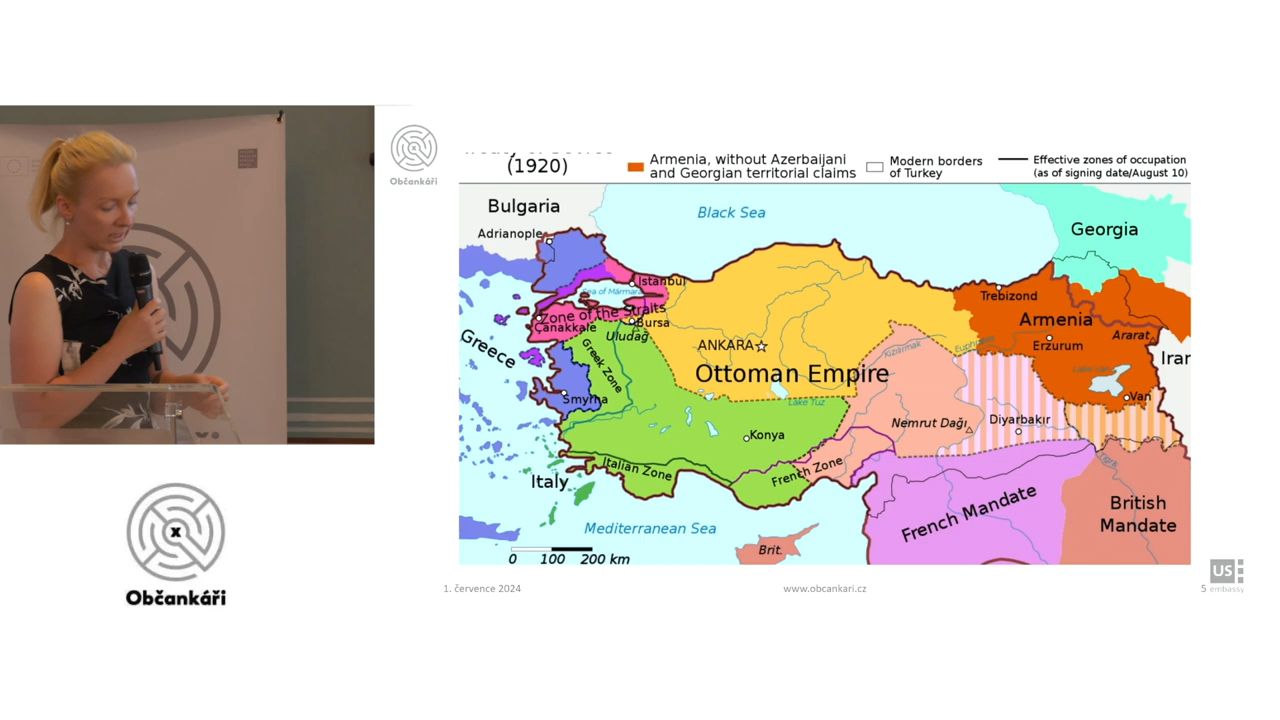 Občankáři
(1920)
Armenia, without Azerbaijani
and Georgian territorial claims
Modern borders
of Turkey
Effective zones of occupation
(as of signing date/August 10)
Bulgaria
Adrianople
Black Sea
Georgia
Istanbul
Sea of Mármara
Zone of the Straits
Çanakkale
Bursa
Uludağ
Trebizond
Armenia
Ararat
Erzurum
Iran
Greece
Greek Zone
ANKARA
Kızılırmak
Euphrates
Ottoman Empire
Lake Van
Van
Smyrna
Lake Tuz
Nemrut Dağı
Diyarbakır
Konya
Italian Zone
French Zone
Italy
French Mandate
British
Mandate
Mediterranean Sea
Brit.
0 100 200 km
x
Občankáři
1. července 2024
www.obcankari.cz
5
US
embassy